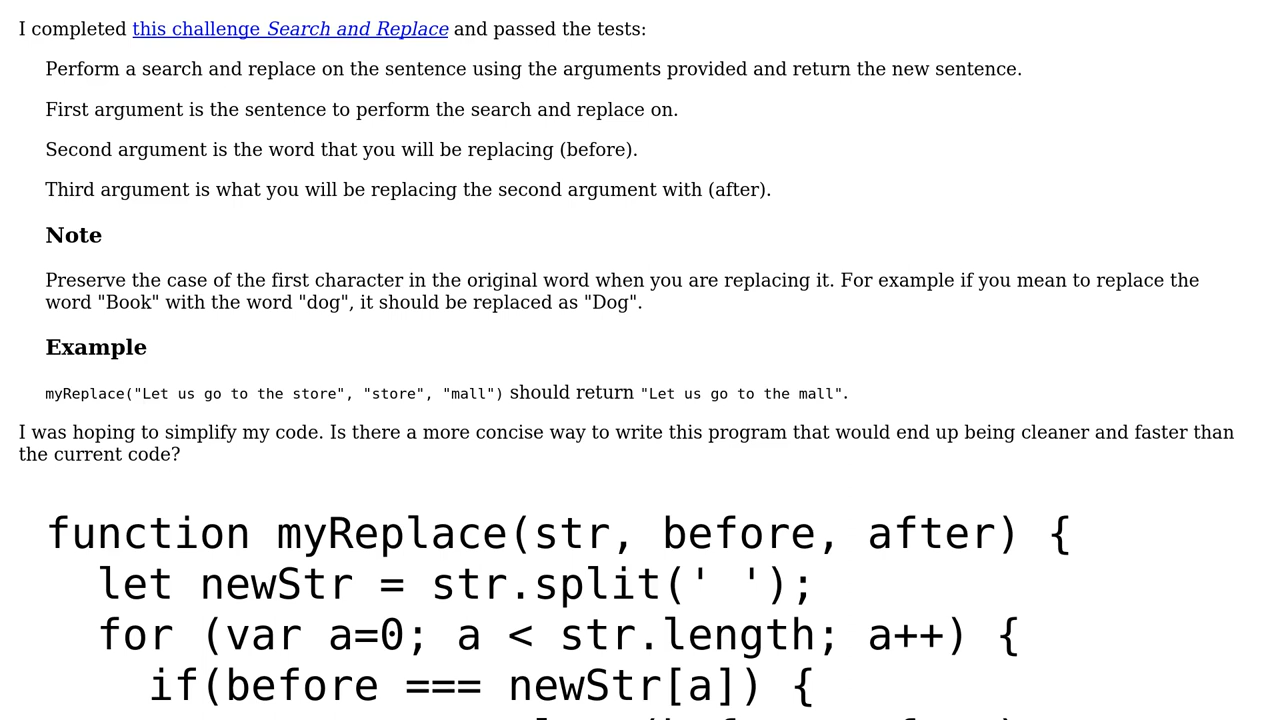 I completed this challenge Search and Replace and passed the tests:
Perform a search and replace on the sentence using the arguments provided and return the new sentence.
First argument is the sentence to perform the search and replace on.
Second argument is the word that you will be replacing (before).
Third argument is what you will be replacing the second argument with (after).
Note
Preserve the case of the first character in the original word when you are replacing it. For example if you mean to replace the
word "Book" with the word "dog", it should be replaced as "Dog".
Example
myReplace("Let us go to the store", "store", "mall") should return "Let us go to the mall".
I was hoping to simplify my code. Is there a more concise way to write this program that would end up being cleaner and faster than
the current code?
function myReplace(str, before, after) {
let newStr = str.split(' ');
for (var a=0; a < str.length; a++) {
if(before === newStr[a]) {